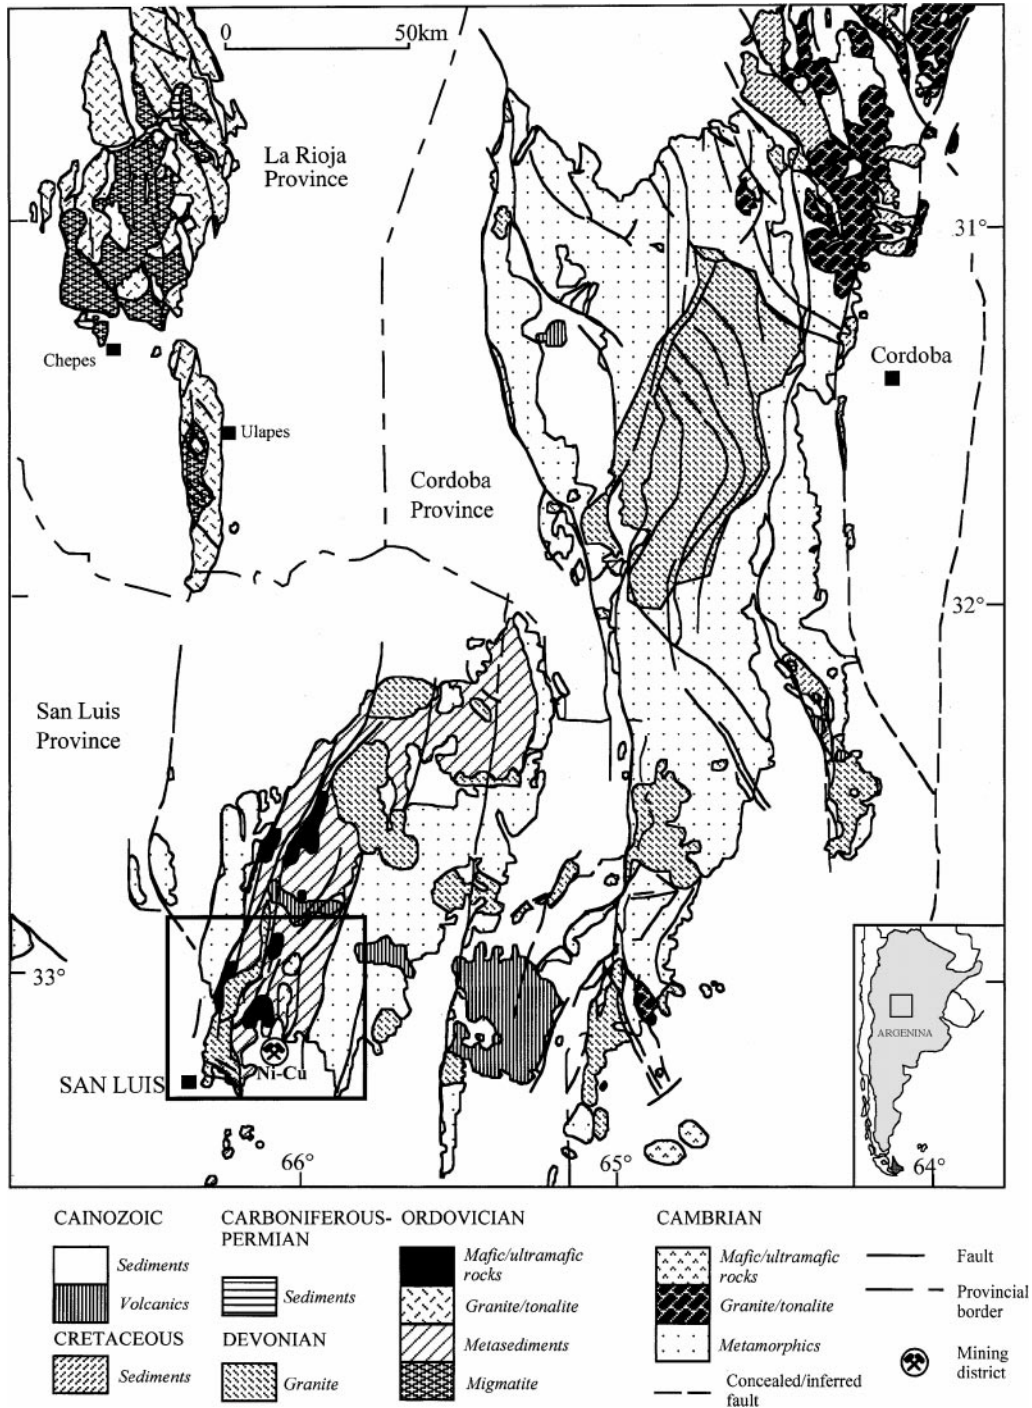 0
50km
La Rioja
Province
31°
Chepes
Cordoba
Ulapes
Cordoba
Province
32°
San Luis
Province
33°
ARGENINA
SAN LUIS
Ni-Cu
66°
65°
64°
CAINOZOIC
Sediments
Volcanics
CRETACEOUS
Sediments
CARBONIFEROUS-
PERMIAN
Sediments
DEVONIAN
Granite
ORDOVICIAN
Mafic/ultramafic
rocks
Granite/tonalite
Metasediments
Migmatite
CAMBRIAN
Mafic/ultramafic
rocks
Granite/tonalite
Metamorphics
Concealed/inferred
fault
Fault
Provincial
border
Mining
district